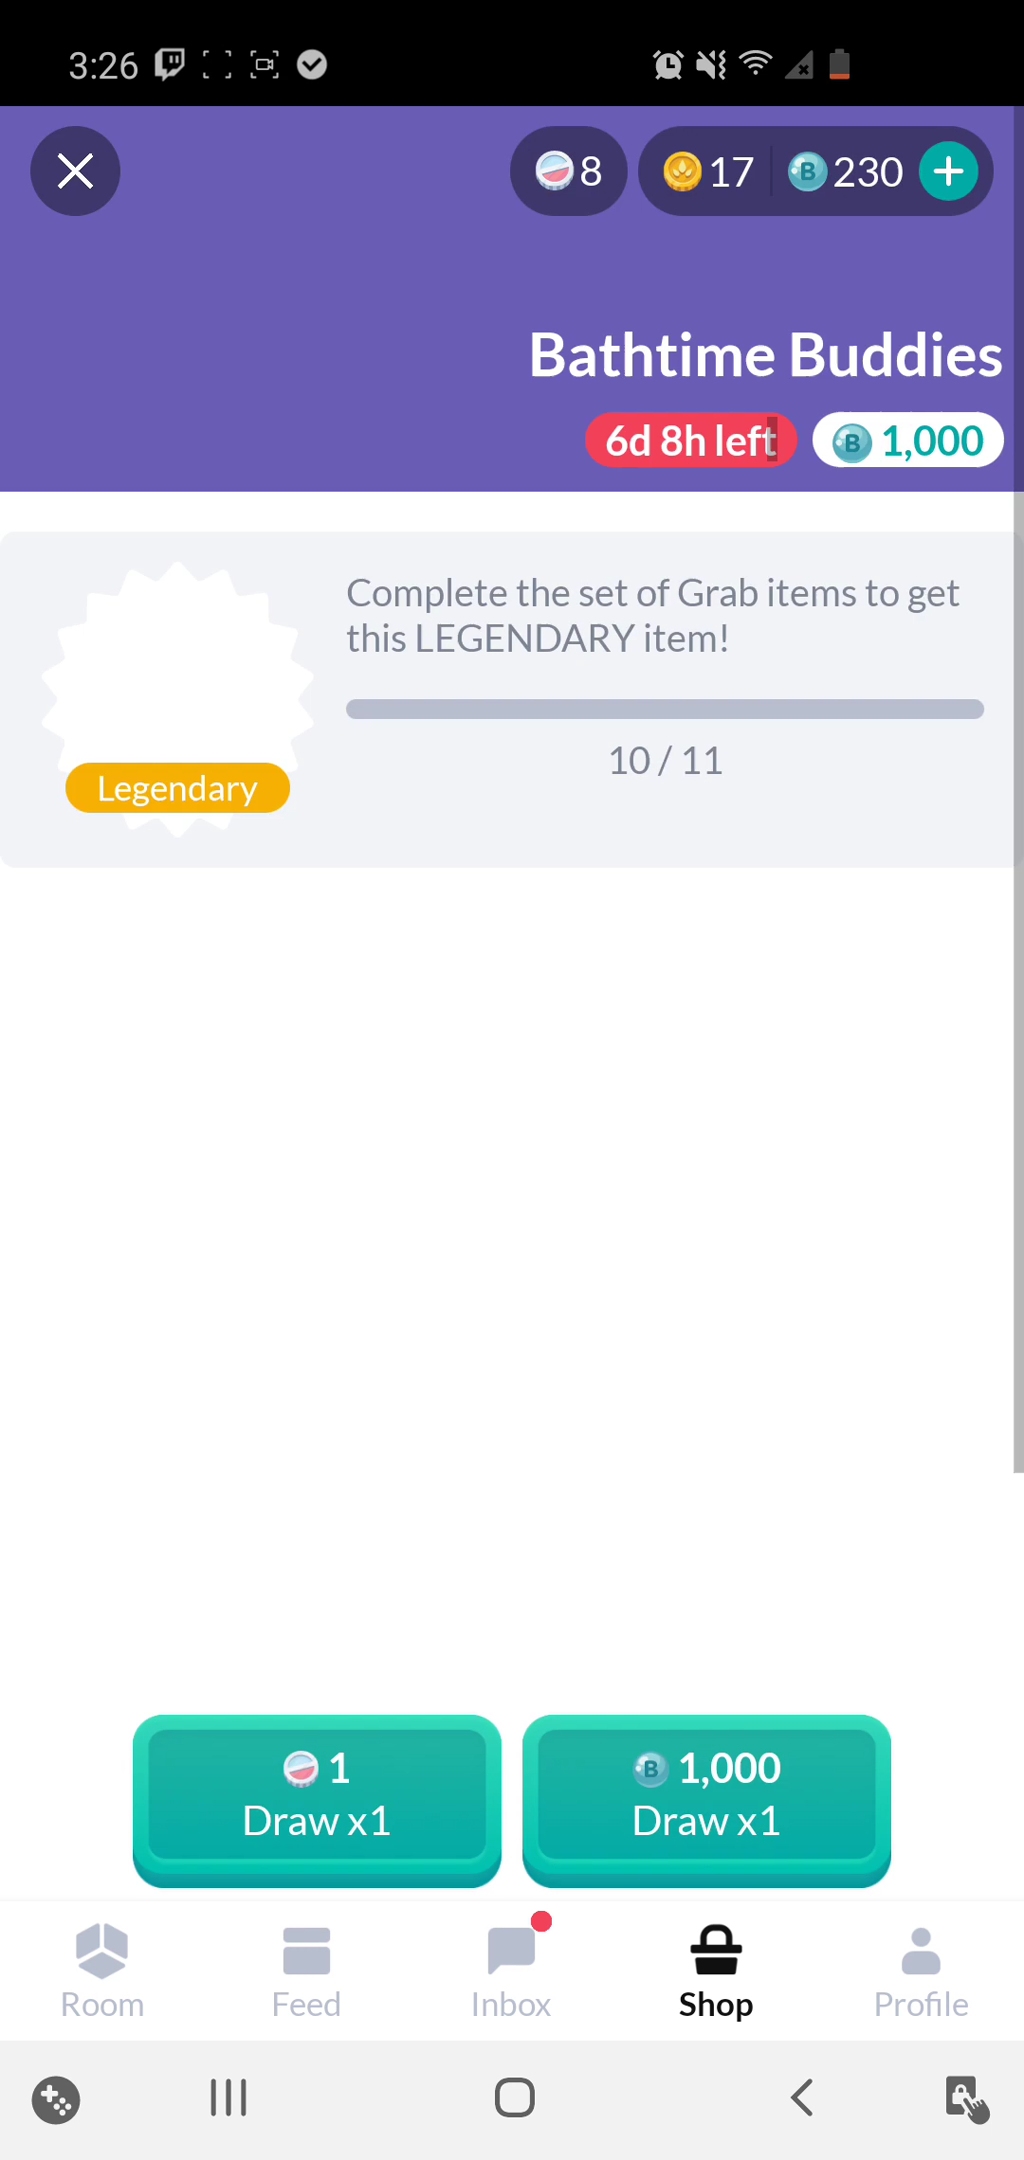 3:26
8 17 B 230
Bathtime Buddies
6d 8h left B 1,000
Complete the set of Grab items to get
this LEGENDARY item!
10 / 11
Legendary
1
Draw x1
B 1,000
Draw x1
Room Feed Inbox Shop Profile